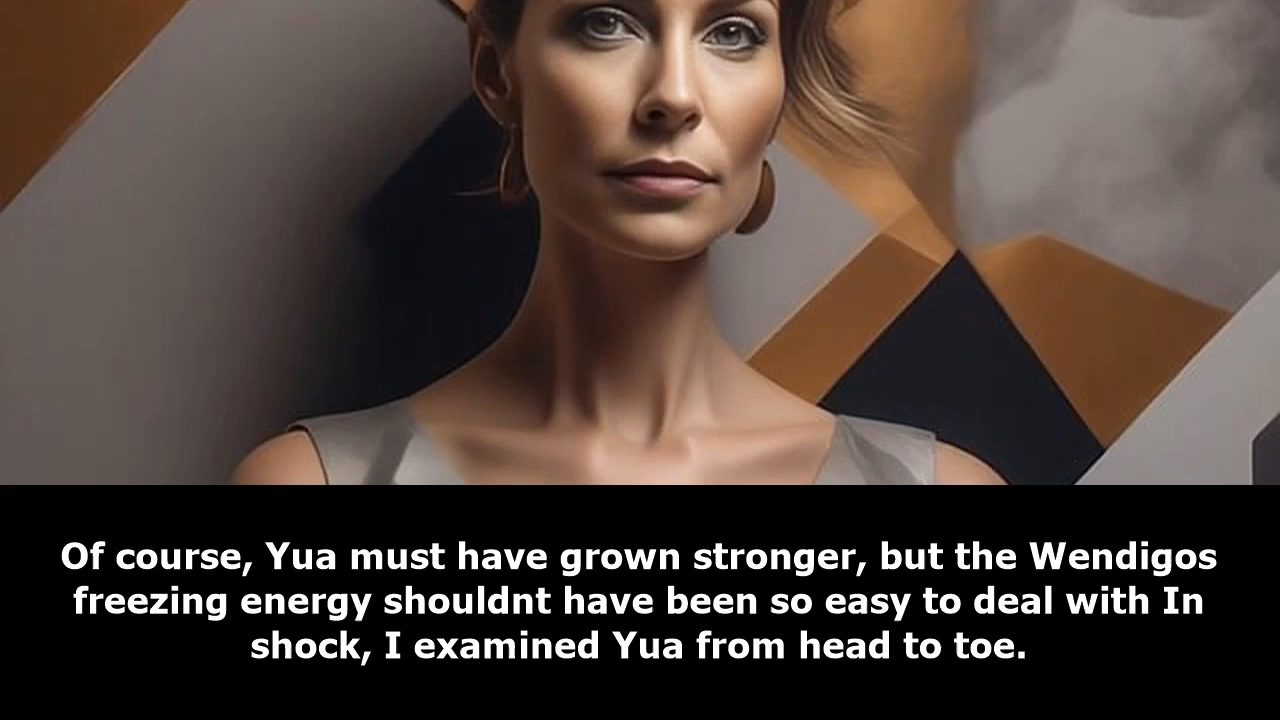 Of course, Yua must have grown stronger, but the Wendigos
freezing energy shouldnt have been so easy to deal with In
shock, I examined Yua from head to toe.